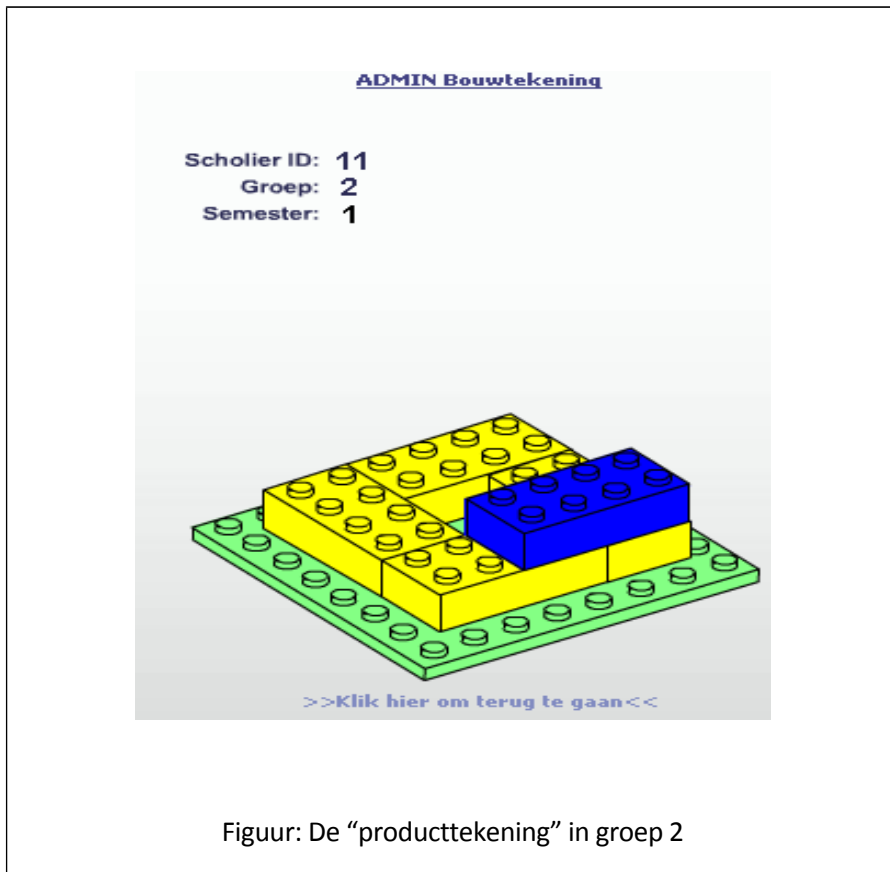 ADMIN Bouwtekening
Scholier ID: 11
Groep: 2
Semester: 1
>>Klik hier om terug te gaan<<
Figuur: De “producttekening” in groep 2